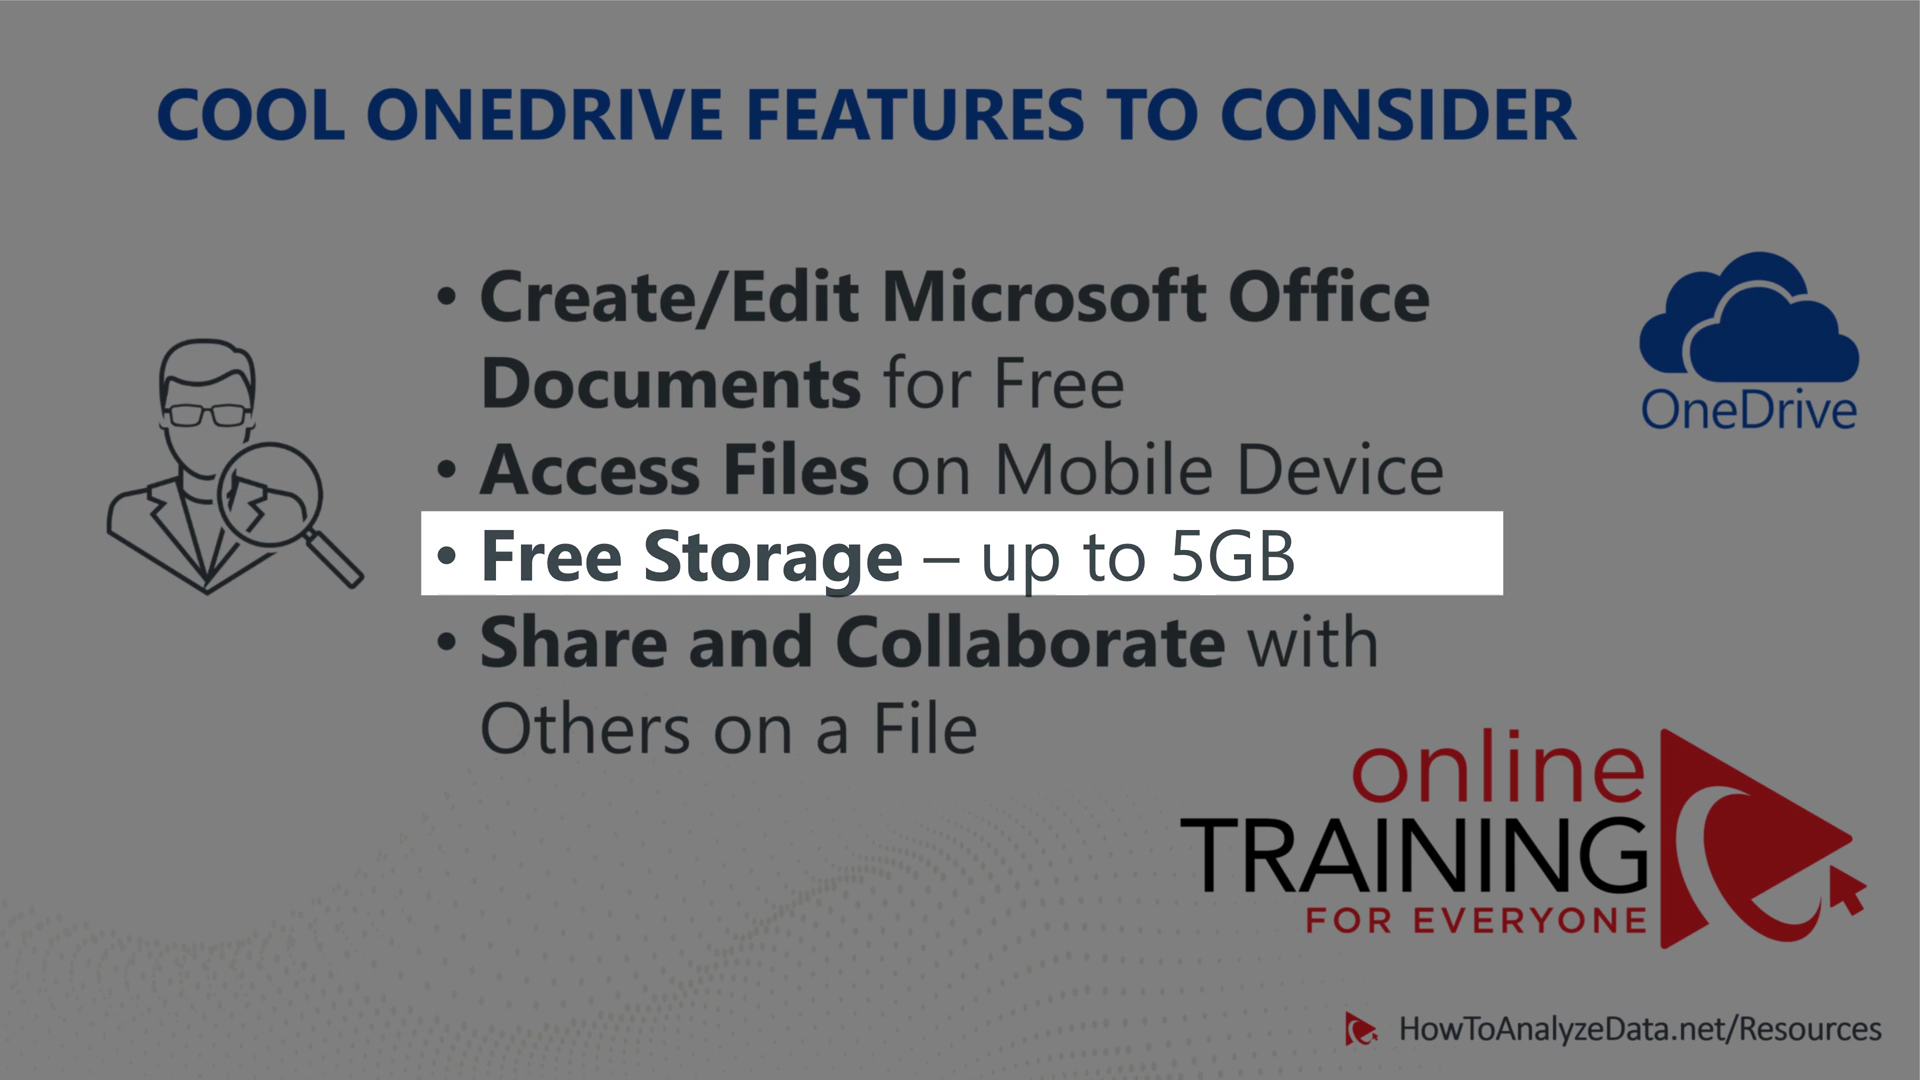 COOL ONEDRIVE FEATURES TO CONSIDER
• Create/Edit Microsoft Office
Documents for Free
• Access Files on Mobile Device
• Free Storage – up to 5GB
• Share and Collaborate with
Others on a File
OneDrive
online
TRAINING
FOR EVERYONE
HowToAnalyzeData.net/Resources